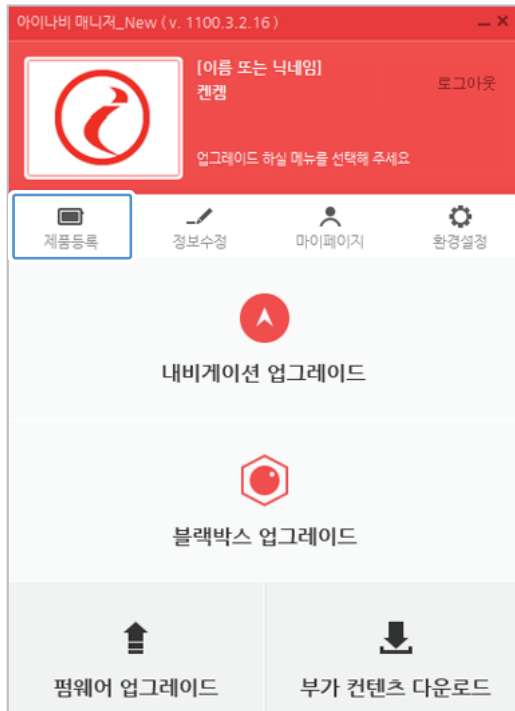 아이나비 매니저_New ( v. 1100.3.2.16 )
[이름 또는 닉네임]
켄켐
로그아웃
업그레이드 하실 메뉴를 선택해 주세요
제품등록
정보수정
마이페이지
환경설정
내비게이션 업그레이드
블랙박스 업그레이드
펌웨어 업그레이드
부가 컨텐츠 다운로드